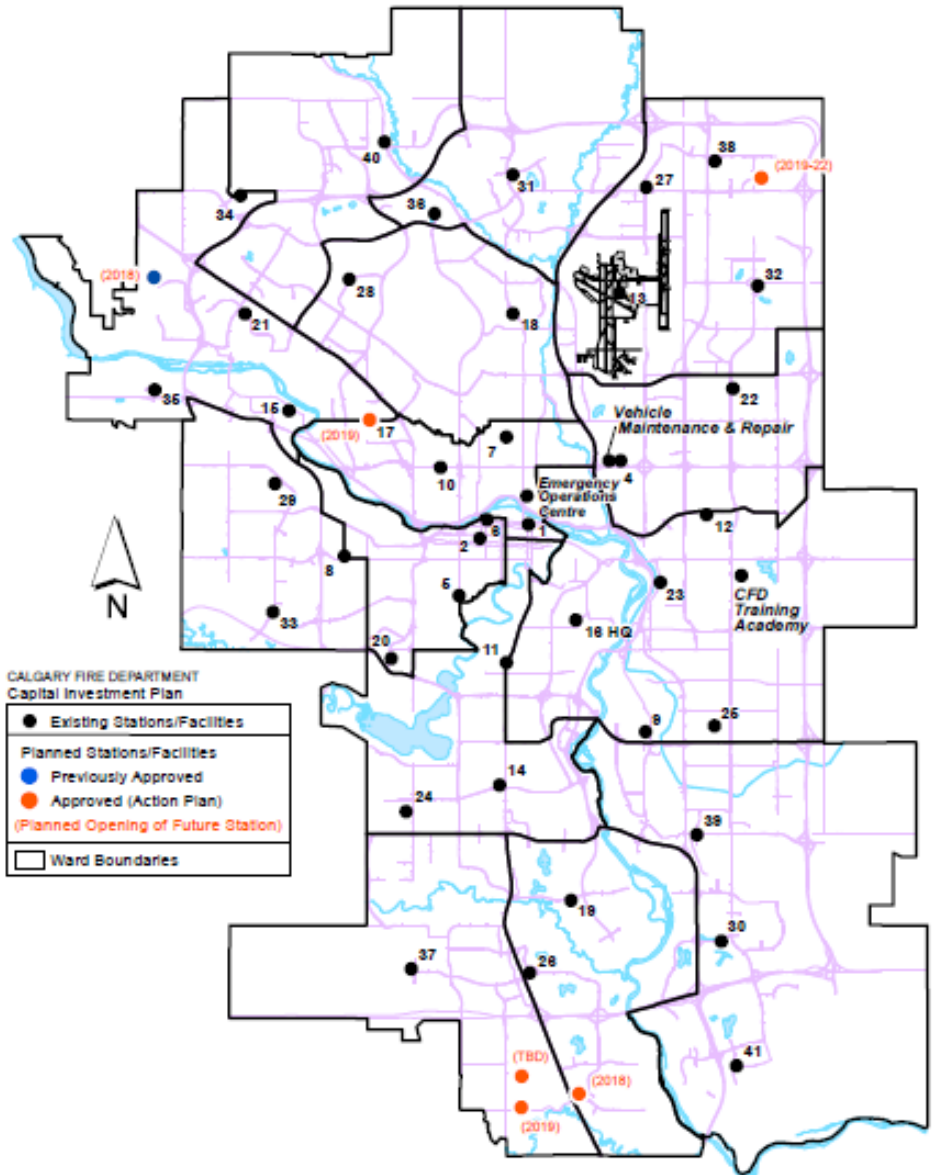 38
(2019-22)
40
31
27
34
36
(2018)
28
32
13
21
18
35
22
15
Vehicle
Maintenance & Repair
(2019)
17
7
4
10
29
Emergency
Operations
Centre
12
6
1
2
8
5
23
CFD
Training
Academy
N
33
16 HQ
20
11
CALGARY FIRE DEPARTMENT
Capital Investment Plan
Existing Stations/Facilities
Planned Stations/Facilities
Previously Approved
Approved (Action Plan)
(Planned Opening of Future Station)
Ward Boundaries
9
25
14
24
39
19
30
37
26
(TBD)
41
(2018)
(2019)